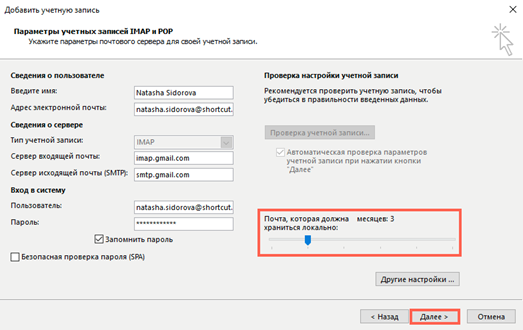 Добавить учетную запись
Параметры учетных записей IMAP и POP
Укажите параметры почтового сервера для своей учетной записи.
Сведения о пользователе
Введите имя: Natasha Sidorova
Адрес электронной почты: natasha.sidorova@shortcut.
Сведения о сервере
Тип учетной записи: IMAP
Сервер входящей почты: imap.gmail.com
Сервер исходящей почты (SMTP): smtp.gmail.com
Вход в систему
Пользователь: natasha.sidorova@shortcut.
Пароль: ************
Запомнить пароль
Безопасная проверка пароля (SPA)
Проверка настройки учетной записи
Рекомендуется проверить учетную запись, чтобы
убедиться в правильности введенных данных.
Проверка учетной записи...
Автоматическая проверка параметров
учетной записи при нажатии кнопки
"Далее"
Почта, которая должна месяцев: 3
храниться локально:
Другие настройки ...
< Назад Далее > Отмена